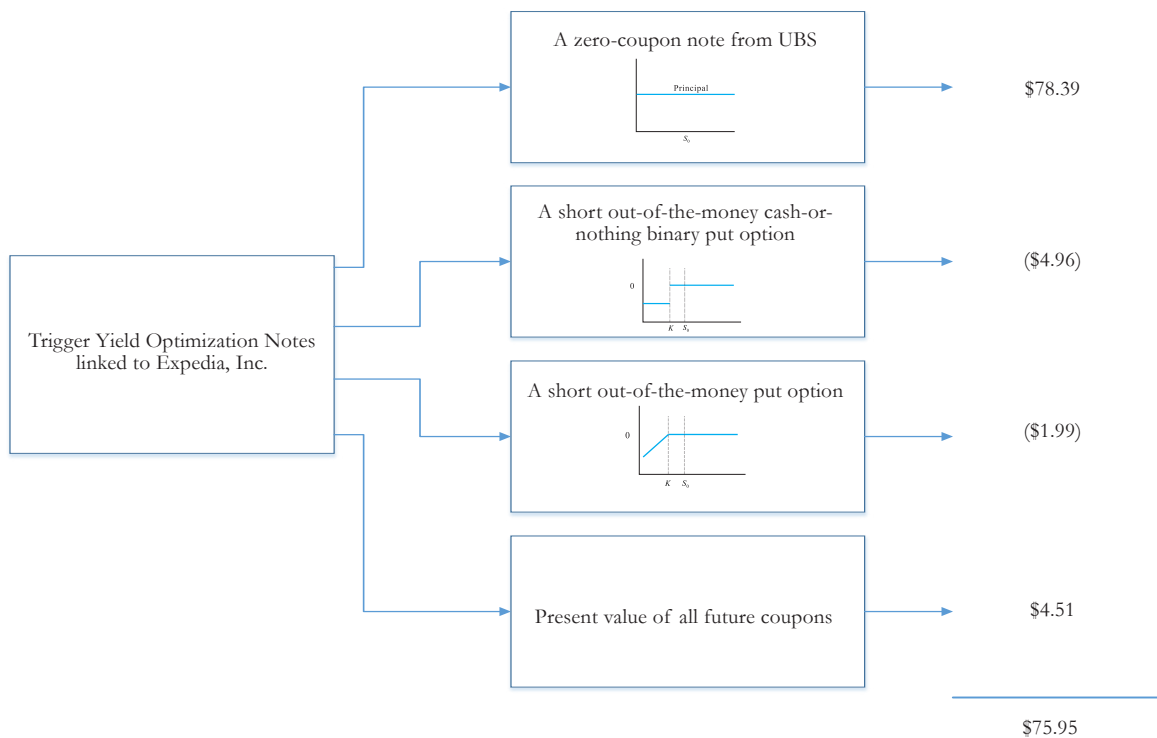 A zero-coupon note from UBS
Principal
S₀
$78.39
A short out-of-the-money cash-or-
nothing binary put option
0
K S₀
($4.96)
Trigger Yield Optimization Notes
linked to Expedia, Inc.
A short out-of-the-money put option
0
K S₀
($1.99)
Present value of all future coupons
$4.51
$75.95